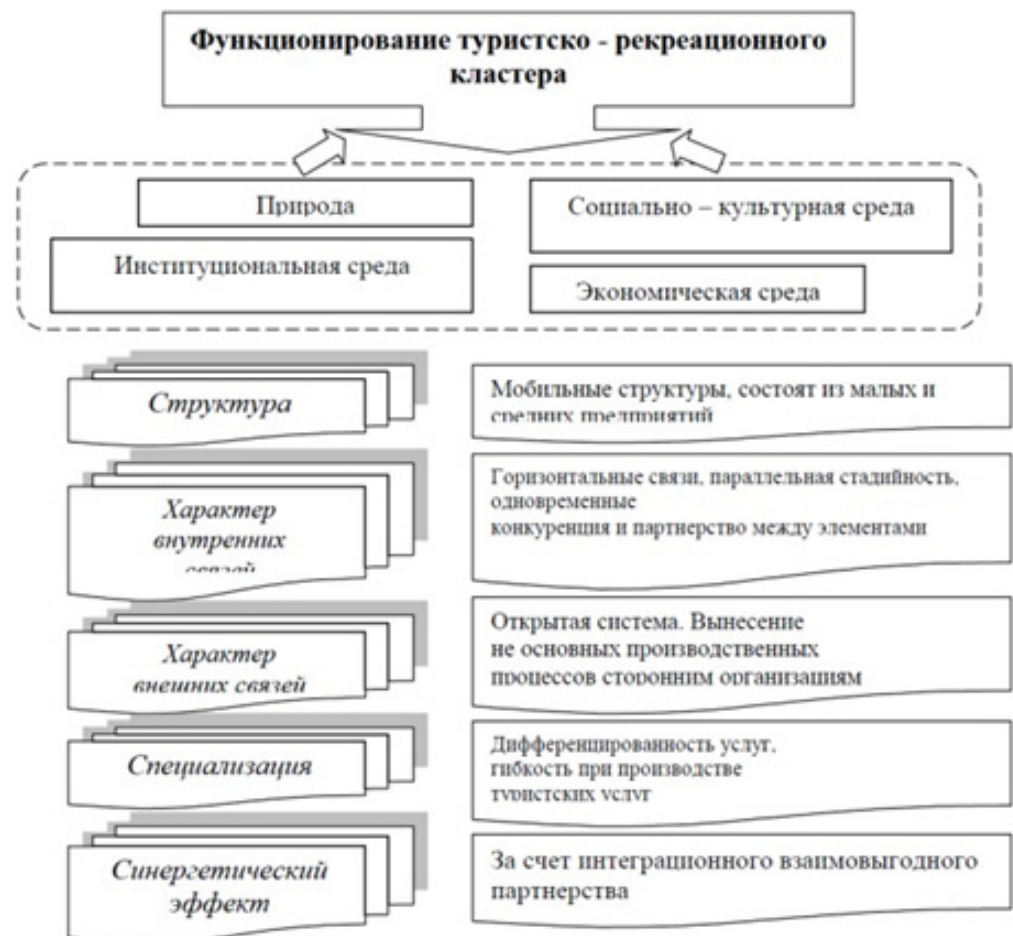 Функционирование туристско - рекреационного
кластера
Природа
Социально – культурная среда
Институциональная среда
Экономическая среда
Структура
Мобильные структуры, состоят из малых и
средних предприятий
Характер
внутренних
связей
Горизонтальные связи, параллельная стадийность,
одновременные
конкуренция и партнерство между элементами
Характер
внешних связей
Открытая система. Вынесение
не основных производственных
процессов сторонним организациям
Специализация
Дифференцированность услуг,
гибкость при производстве
туристских услуг
Синергетический
эффект
За счет интеграционного взаимовыгодного
партнерства